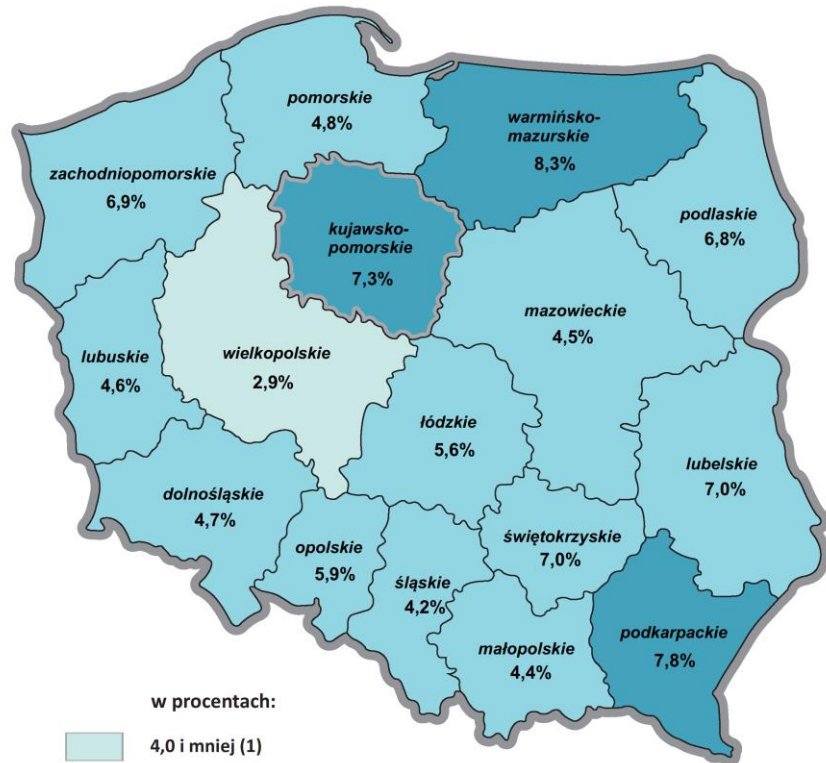 pomorskie
4,8%
warmińsko-
mazurskie
8,3%
zachodniopomorskie
6,9%
kujawsko-
pomorskie
7,3%
podlaskie
6,8%
mazowieckie
4,5%
lubuskie
4,6%
wielkopolskie
2,9%
łódzkie
5,6%
lubelskie
7,0%
dolnośląskie
4,7%
opolskie
5,9%
śląskie
4,2%
świętokrzyskie
7,0%
małopolskie
4,4%
podkarpackie
7,8%
w procentach:
4,0 i mniej (1)